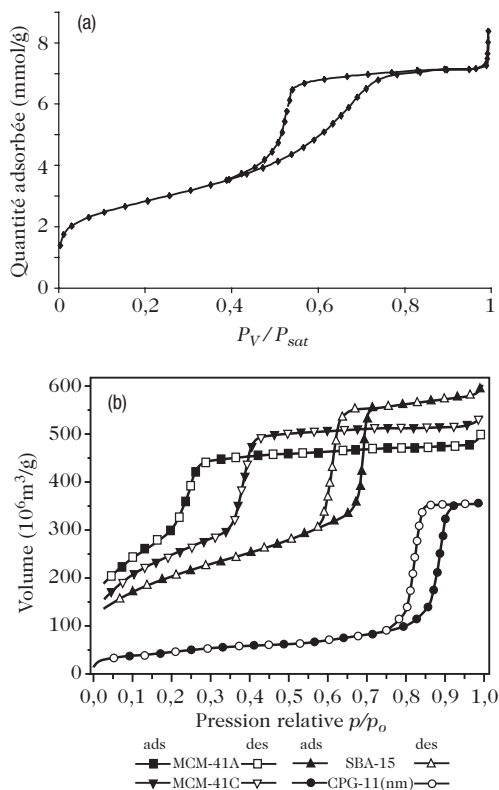 (a)
8
6
4
2
0
Quantité adsorbée (mmol/g)
0 0,2 0,4 0,6 0,8 1
P_V / P_sat
(b)
600
500
400
300
200
100
0
Volume (10⁶m³/g)
0,0 0,1 0,2 0,3 0,4 0,5 0,6 0,7 0,8 0,9 1,0
Pression relative p/p_o
ads des ads des
MCM-41A SBA-15
MCM-41C CPG-11(nm)